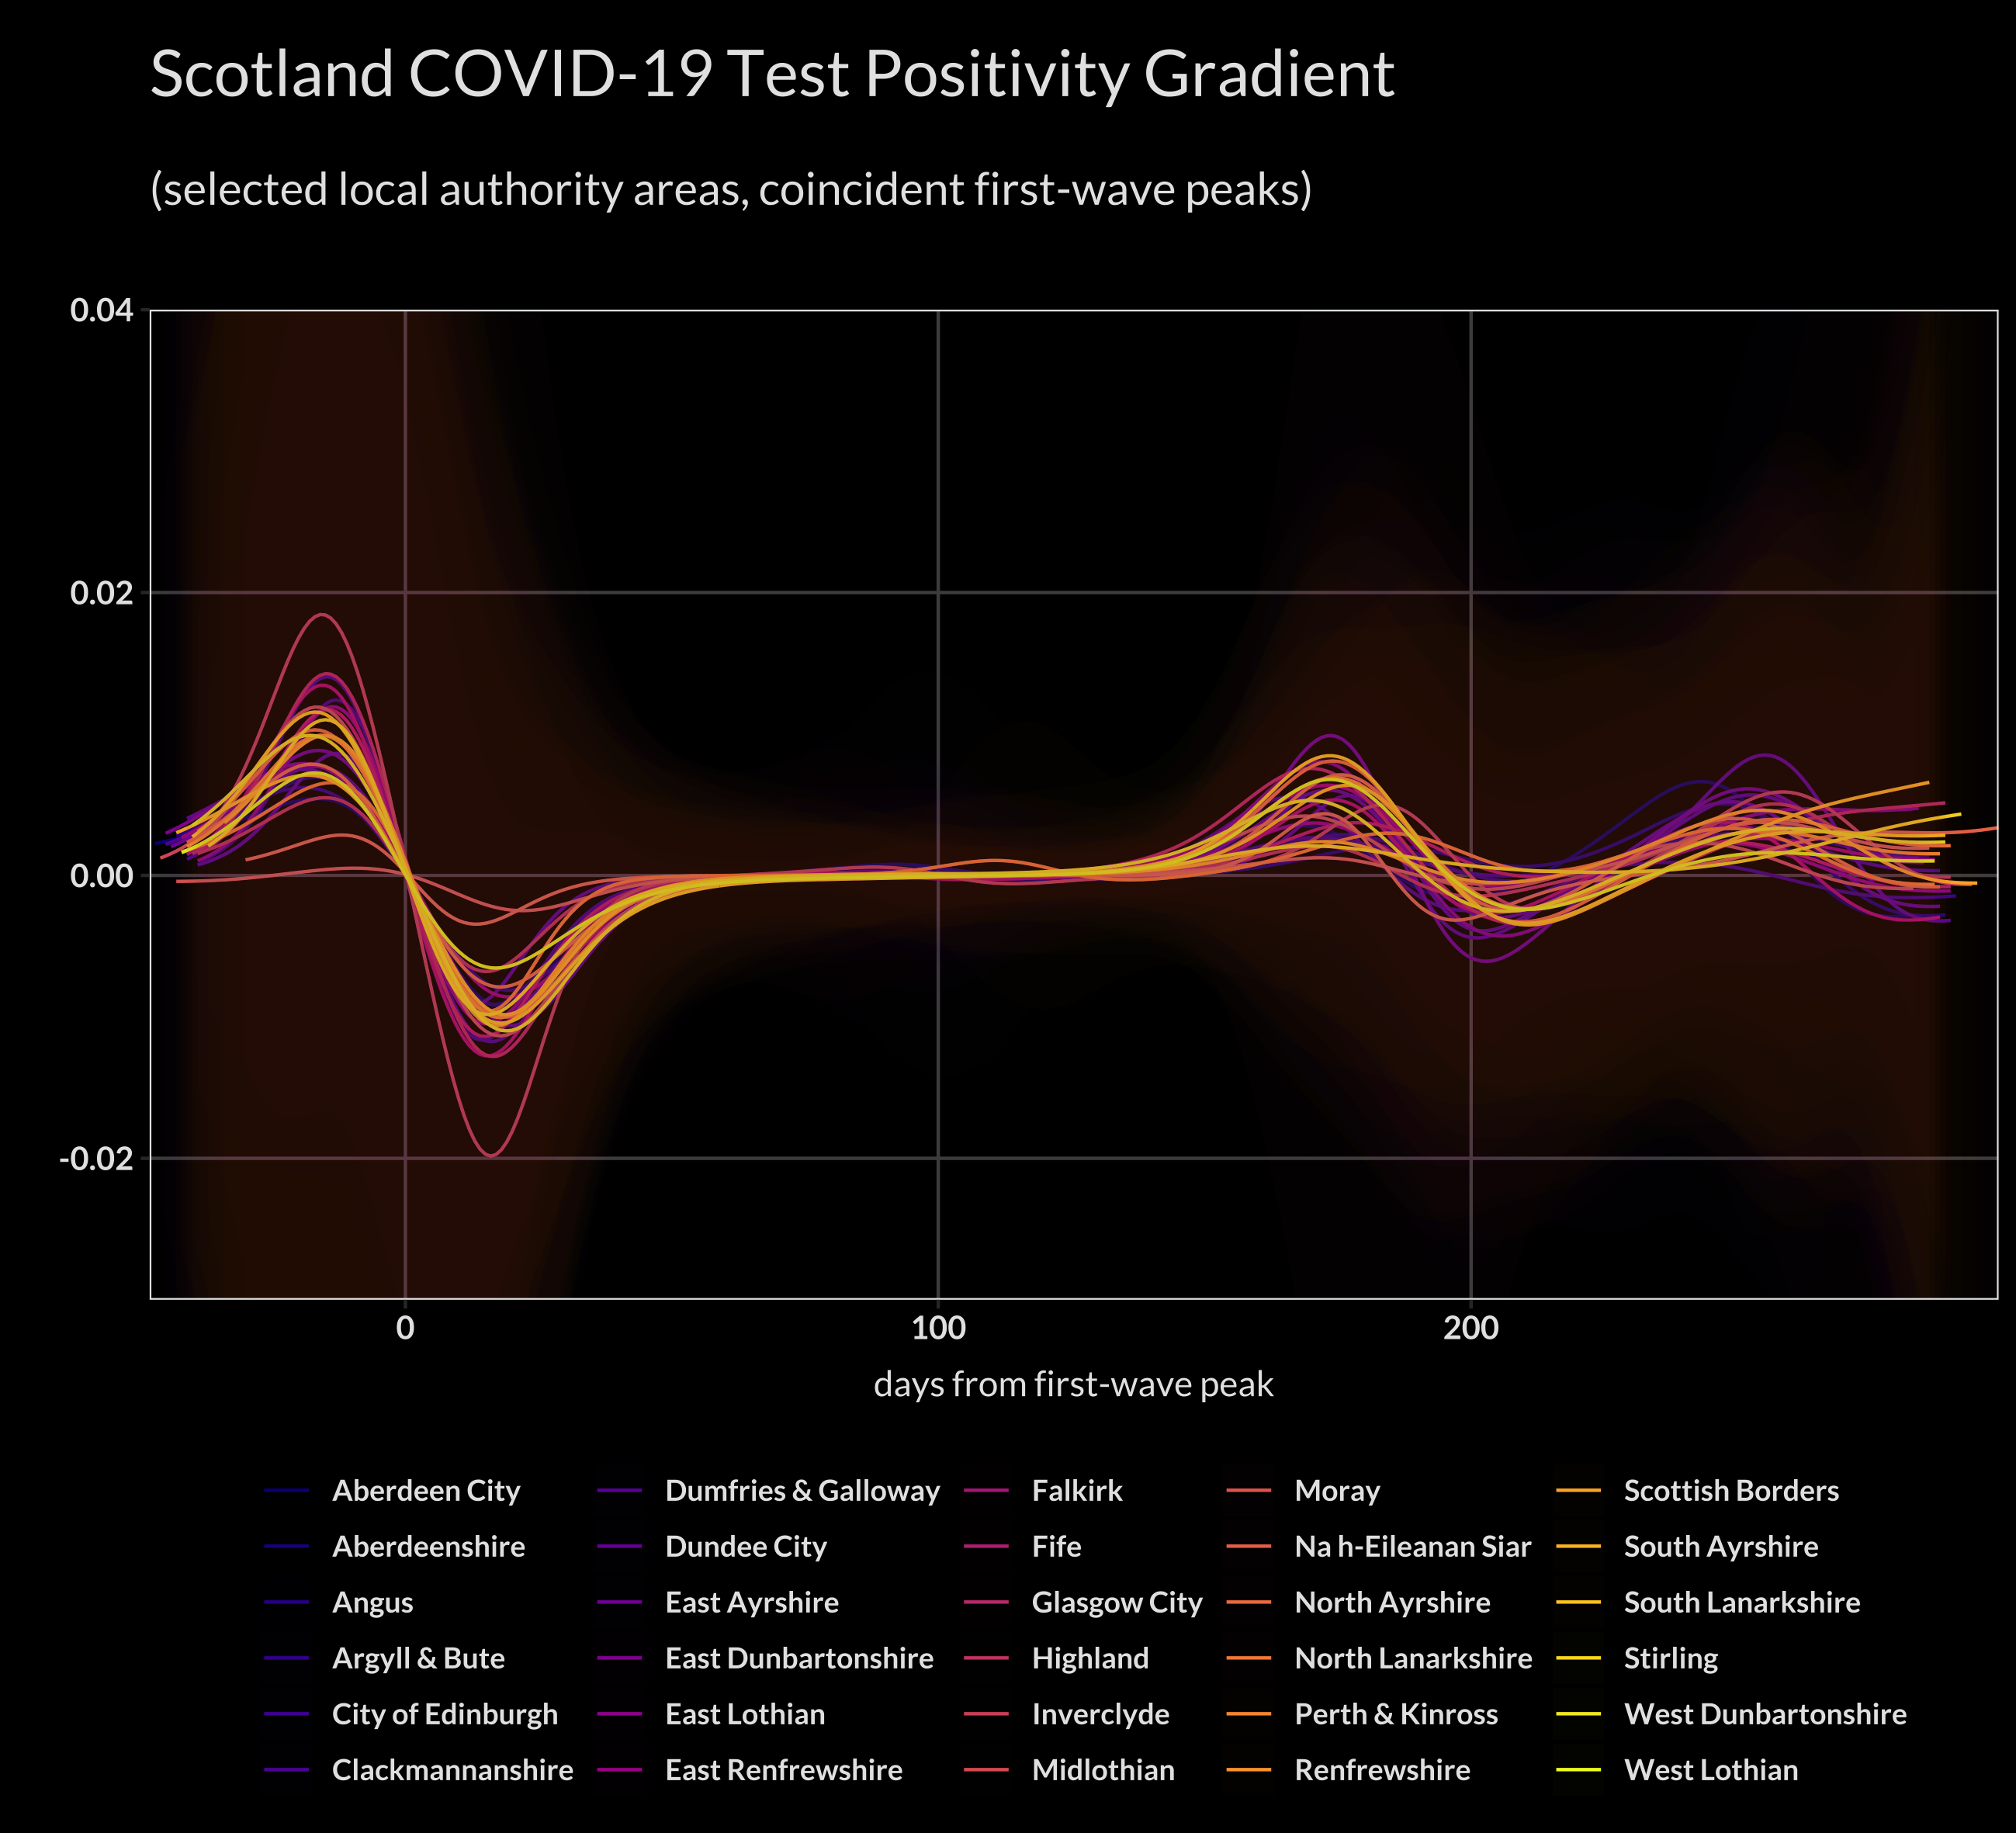 Scotland COVID-19 Test Positivity Gradient
(selected local authority areas, coincident first-wave peaks)
0.04
0.02
0.00
-0.02
0 100 200
days from first-wave peak
Aberdeen City Dumfries & Galloway Falkirk Moray Scottish Borders
Aberdeenshire Dundee City Fife Na h-Eileanan Siar South Ayrshire
Angus East Ayrshire Glasgow City North Ayrshire South Lanarkshire
Argyll & Bute East Dunbartonshire Highland North Lanarkshire Stirling
City of Edinburgh East Lothian Inverclyde Perth & Kinross West Dunbartonshire
Clackmannanshire East Renfrewshire Midlothian Renfrewshire West Lothian